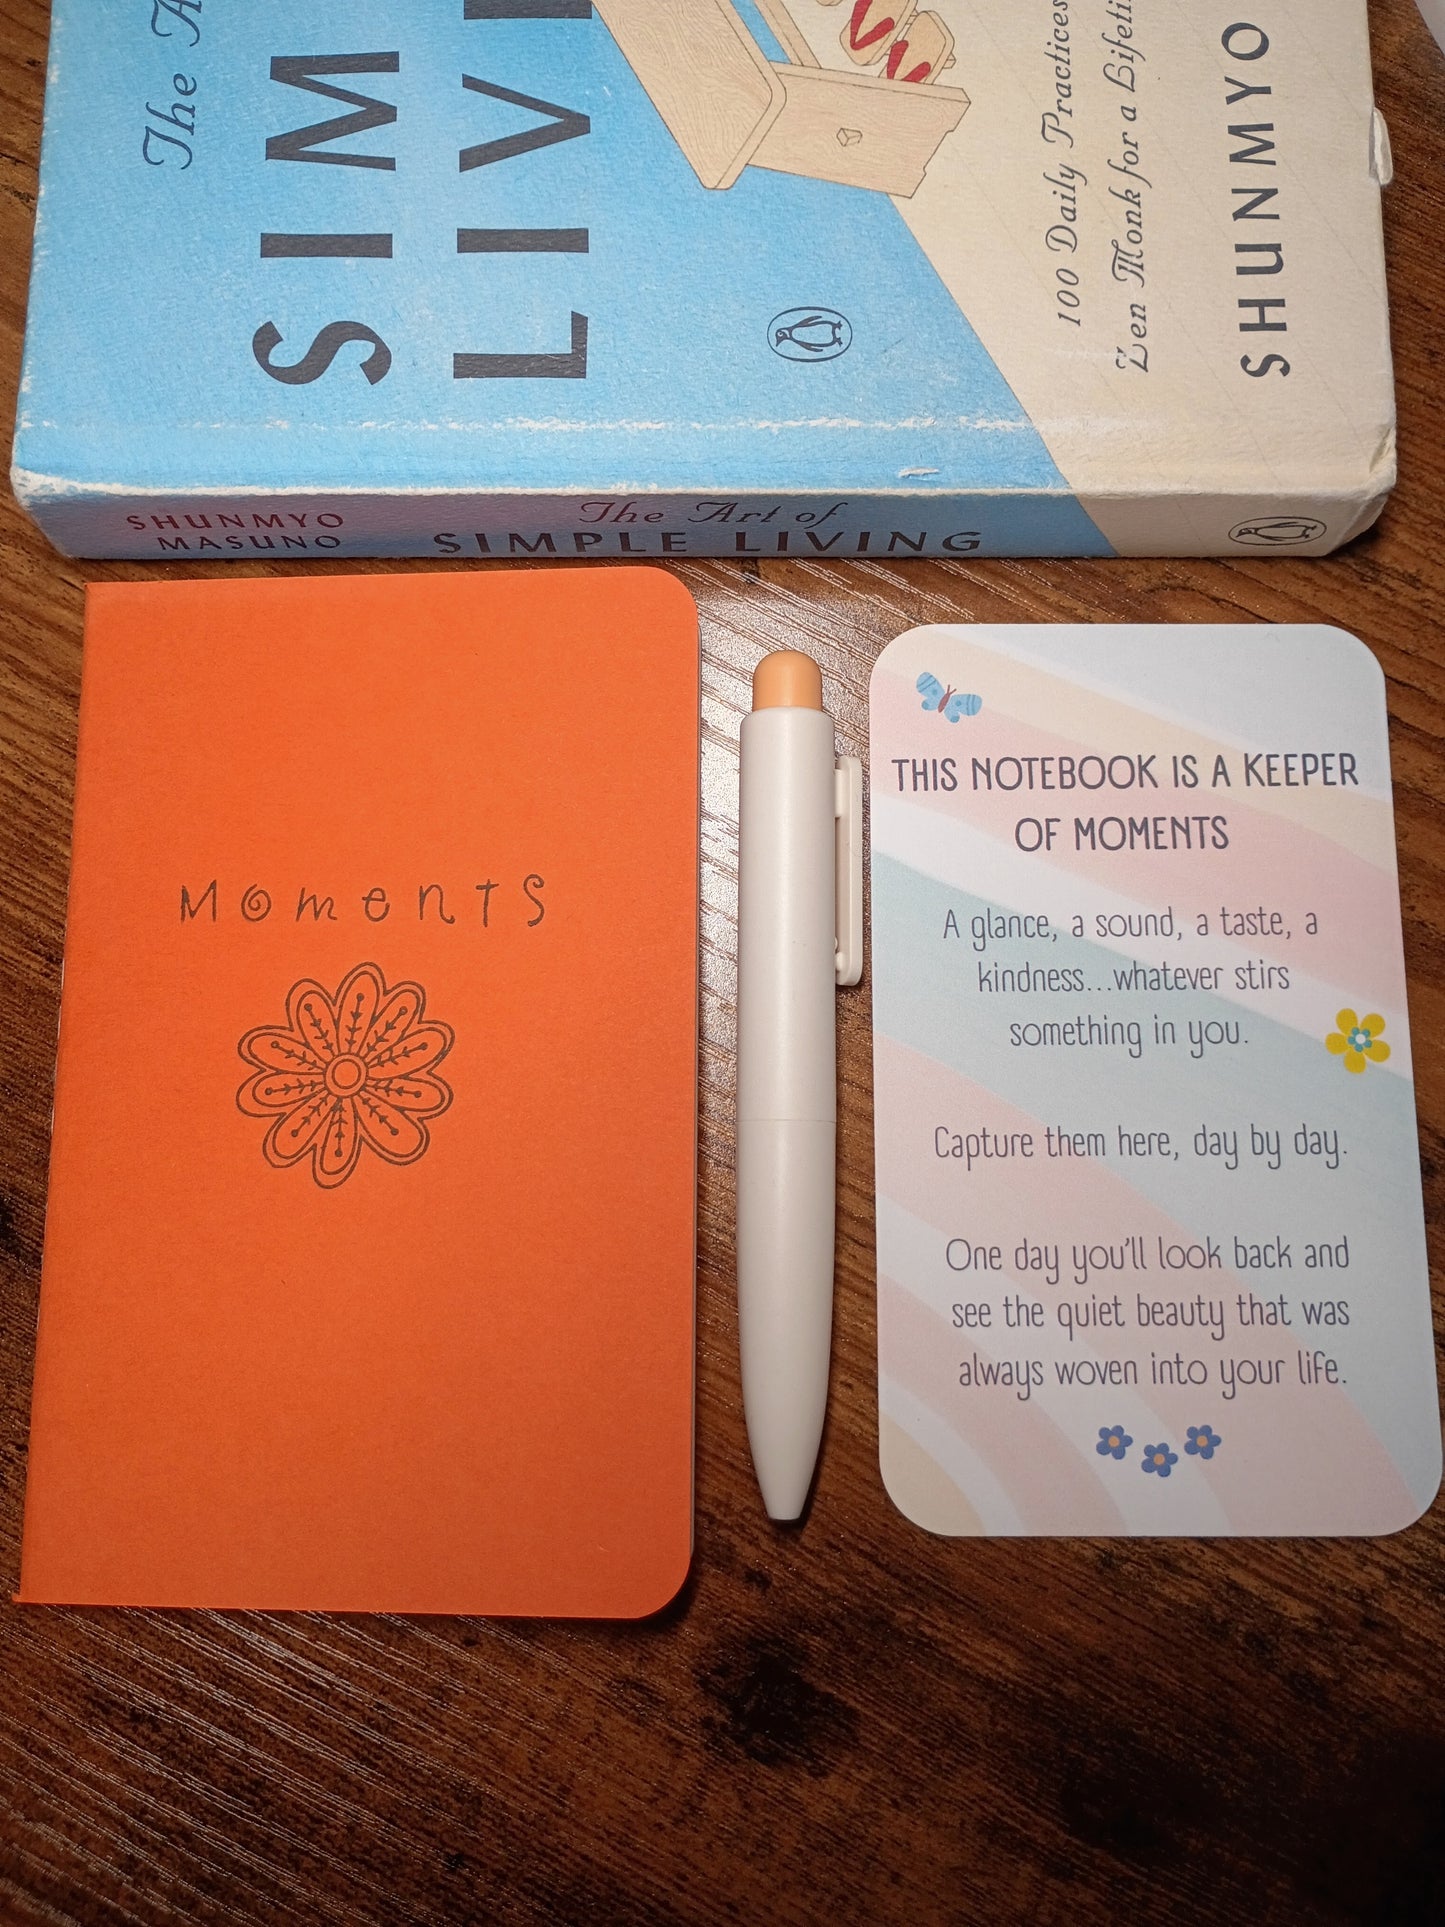 The
SIM
LIVI
100 Daily Practices
Zen Monk for a
SHUNMYO
SHUNMYO
MASUNO
The Art of
SIMPLE LIVING
Moments
THIS NOTEBOOK IS A KEEPER
OF MOMENTS
A glance, a sound, a taste, a
kindness...whatever stirs
something in you.
Capture them here, day by day.
One day you'll look back and
see the quiet beauty that was
always woven into your life.